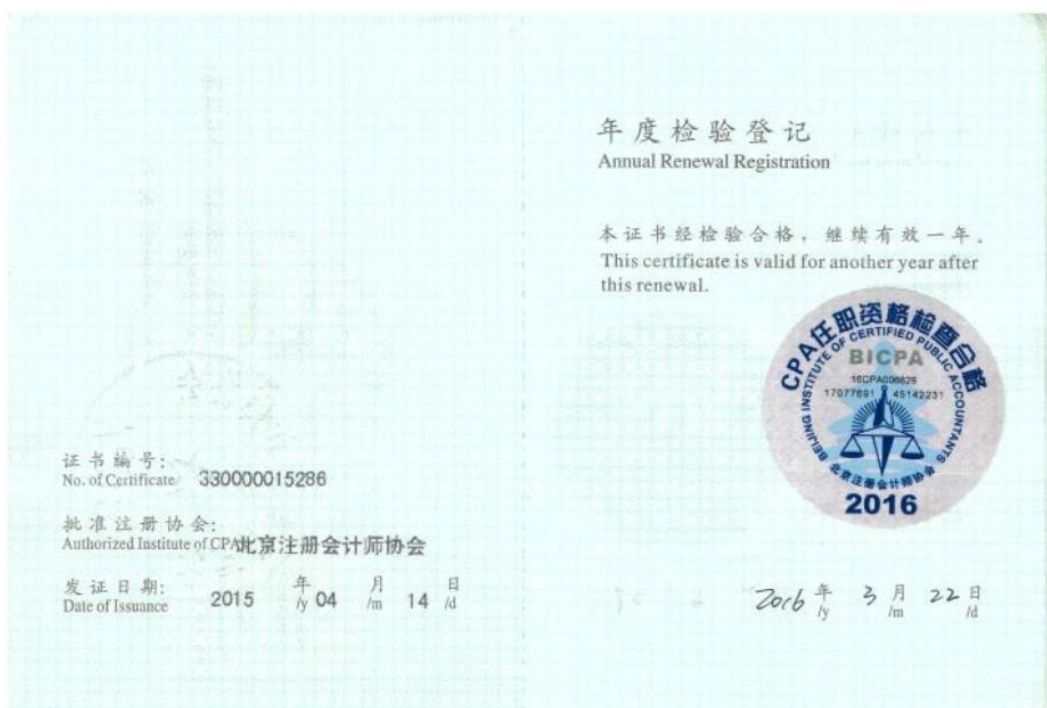 证书编号:
No. of Certificate 330000015286
批准注册协会:
Authorized Institute of CPA 北京注册会计师协会
发证日期: 2015 年 04 月 14 日
Date of Issuance /y /m /d
年度检验登记
Annual Renewal Registration
本证书经检验合格，继续有效一年。
This certificate is valid for another year after
this renewal.
CPA任职资格检查合格
BEIJING INSTITUTE OF CERTIFIED PUBLIC ACCOUNTANTS
BICPA
16CPA006829
17077691 45142231
北京注册会计师协会
2016
2016 年 3 月 22 日
/y /m /d